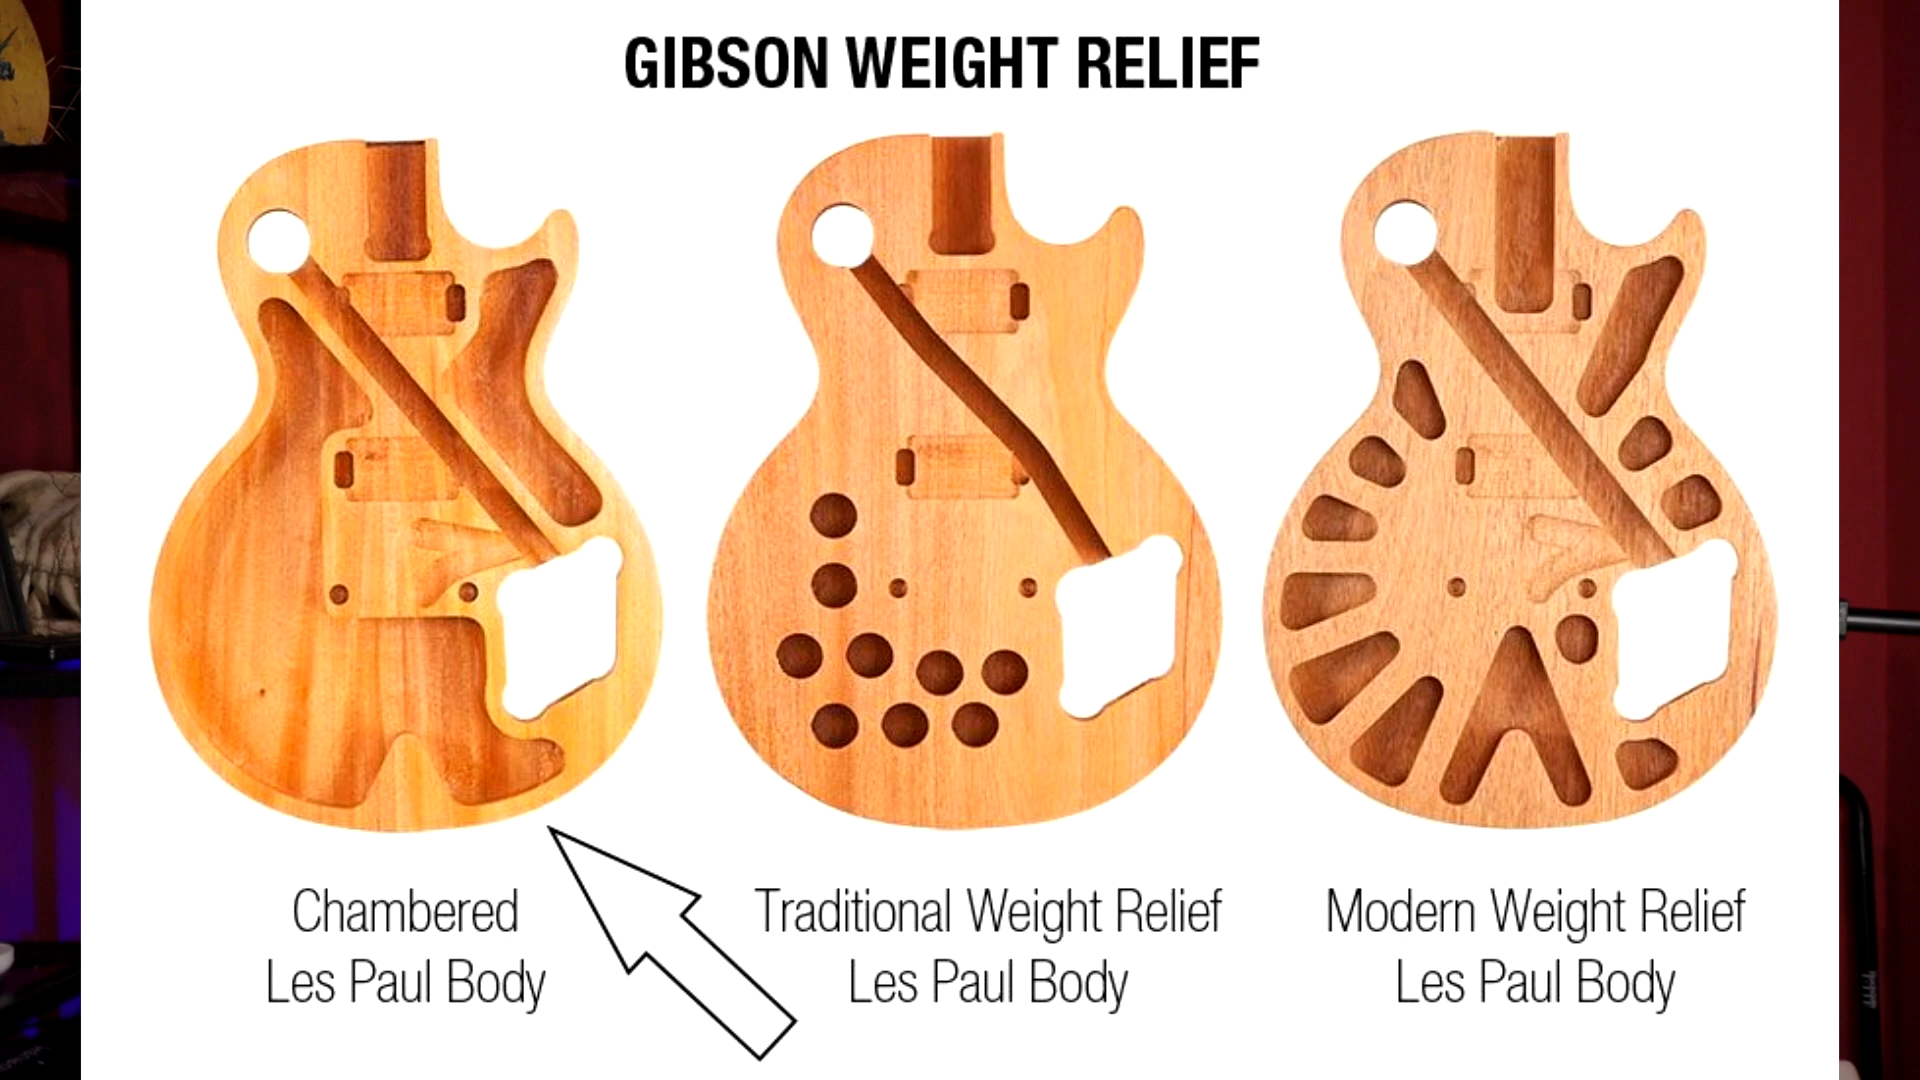 GIBSON WEIGHT RELIEF
Chambered
Les Paul Body
Traditional Weight Relief
Les Paul Body
Modern Weight Relief
Les Paul Body